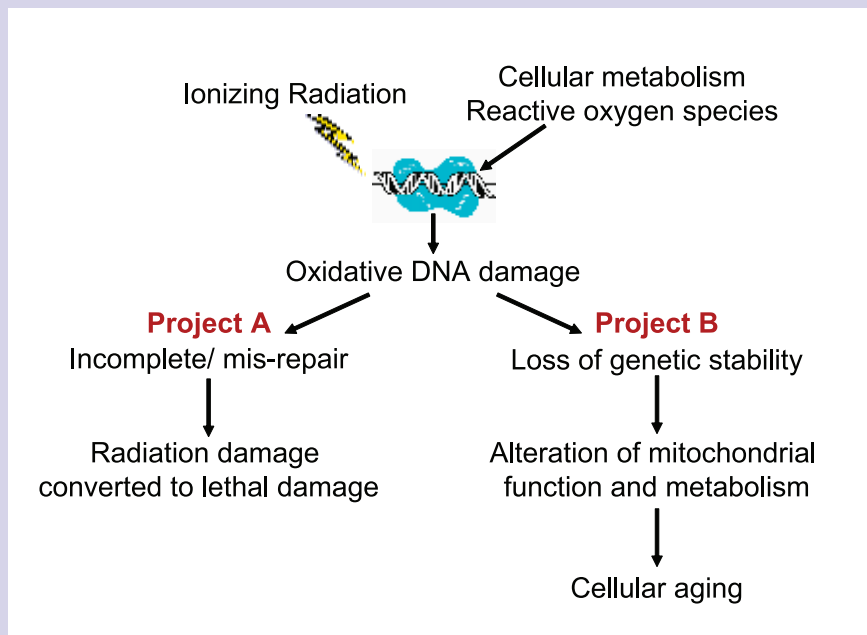 Ionizing Radiation
Cellular metabolism
Reactive oxygen species
Oxidative DNA damage
Project A
Incomplete/ mis-repair
Radiation damage
converted to lethal damage
Project B
Loss of genetic stability
Alteration of mitochondrial
function and metabolism
Cellular aging